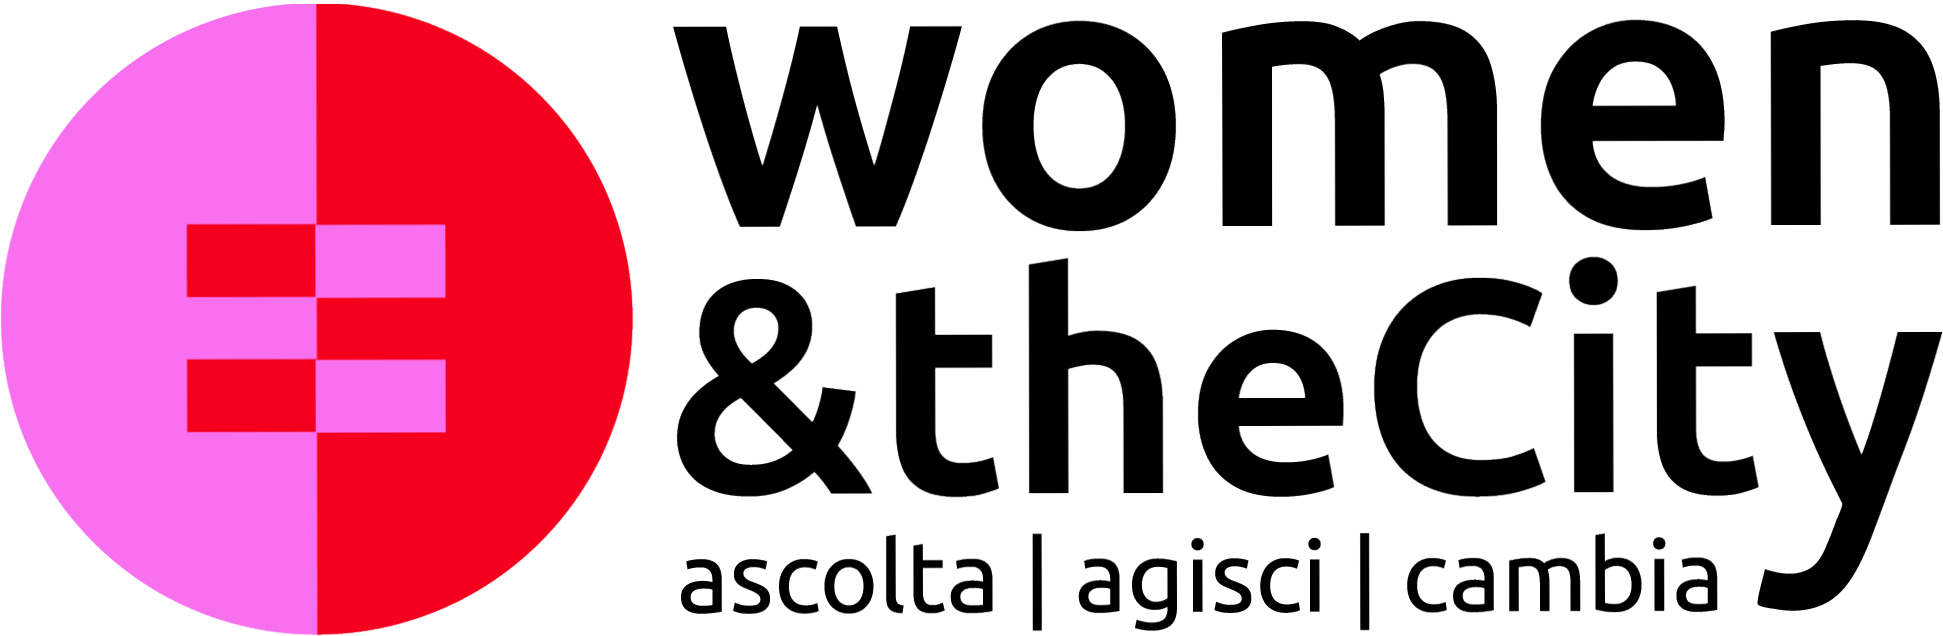 women
&theCity
ascolta | agisci | cambia